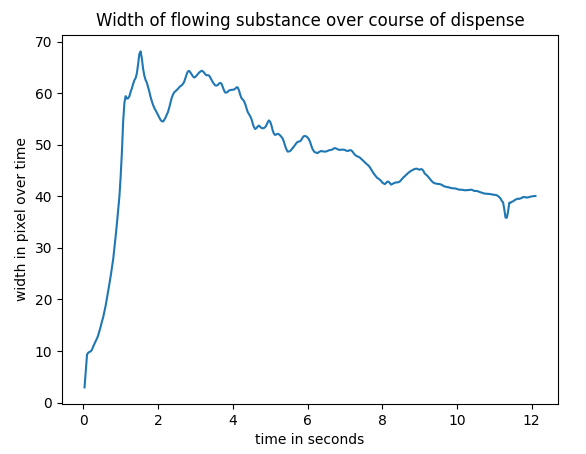 Width of flowing substance over course of dispense
width in pixel over time
70
60
50
40
30
20
10
0
0 2 4 6 8 10 12
time in seconds